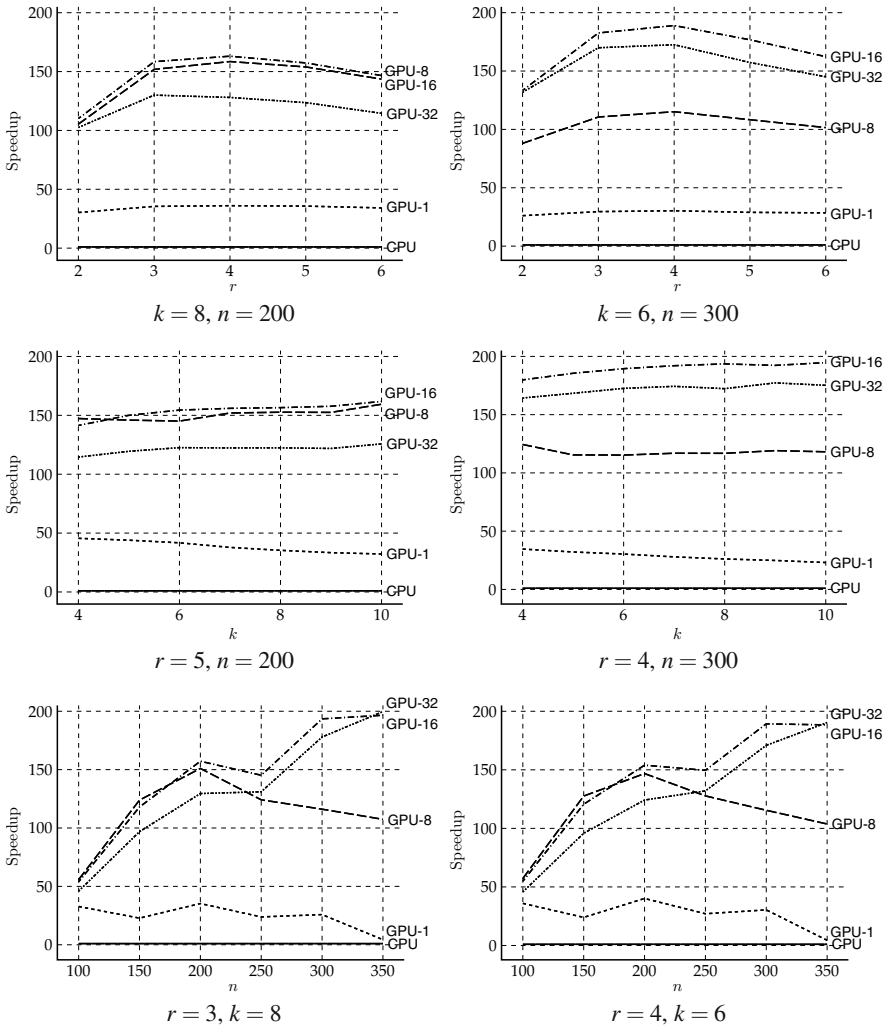 200
150
100
50
0
Speedup
GPU-8
GPU-16
GPU-32
GPU-1
CPU
2 3 4 5 6
r
k = 8, n = 200
200
150
100
50
0
Speedup
GPU-16
GPU-32
GPU-8
GPU-1
CPU
2 3 4 5 6
r
k = 6, n = 300
200
150
100
50
0
Speedup
GPU-16
GPU-8
GPU-32
GPU-1
CPU
4 6 8 10
k
r = 5, n = 200
200
150
100
50
0
Speedup
GPU-16
GPU-32
GPU-8
GPU-1
CPU
4 6 8 10
k
r = 4, n = 300
200
150
100
50
0
Speedup
GPU-32
GPU-16
GPU-8
GPU-1
CPU
100 150 200 250 300 350
n
r = 3, k = 8
200
150
100
50
0
Speedup
GPU-32
GPU-16
GPU-8
GPU-1
CPU
100 150 200 250 300 350
n
r = 4, k = 6